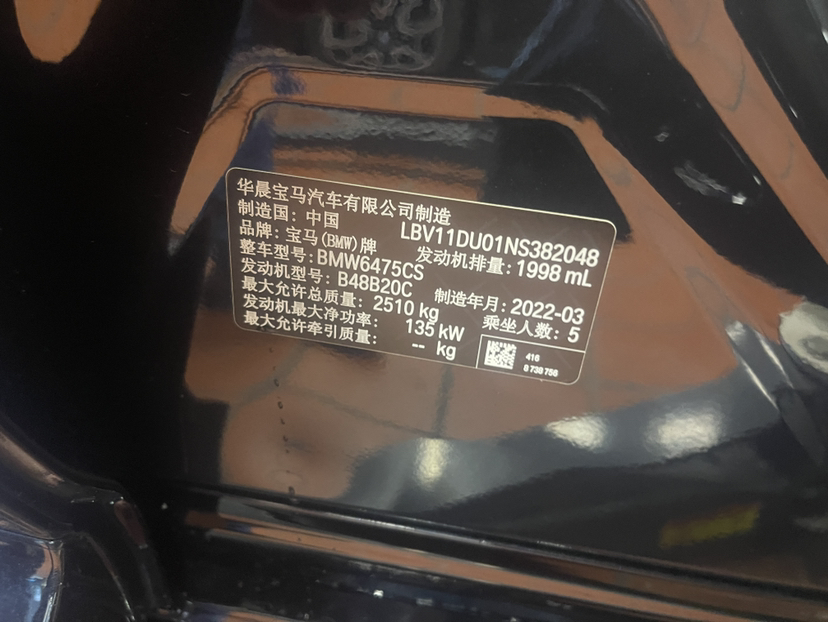 华晨宝马汽车有限公司制造
制造国：中国 LBV11DU01NS382048
品牌：宝马(BMW)牌 发动机排量：1998 mL
整车型号：BMW6475CS
发动机型号：B48B20C 制造年月：2022-03
最大允许总质量：2510 kg 乘坐人数：5
发动机最大净功率：135 kW
最大允许牵引质量：-- kg
416
8 738 756